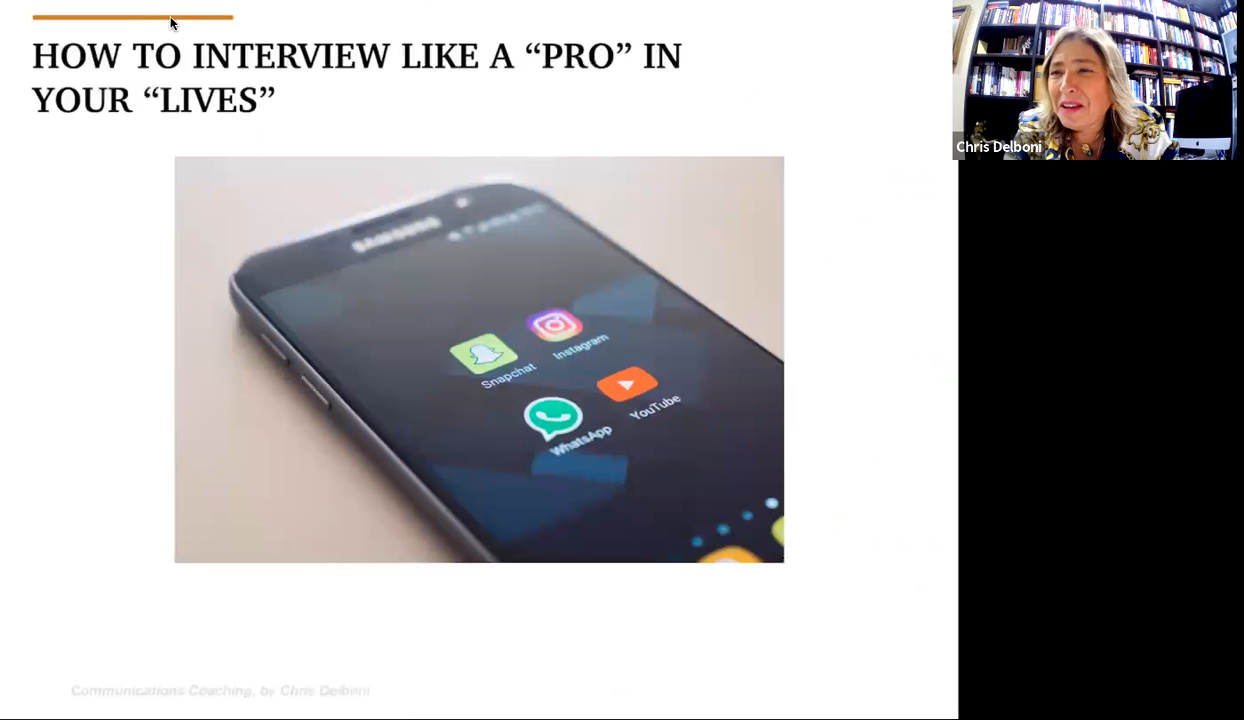 HOW TO INTERVIEW LIKE A “PRO” IN
YOUR “LIVES”
Chris Delboni
SAMSUNG
Snapchat
Instagram
WhatsApp
YouTube
Communications Coaching, by Chris Delboni